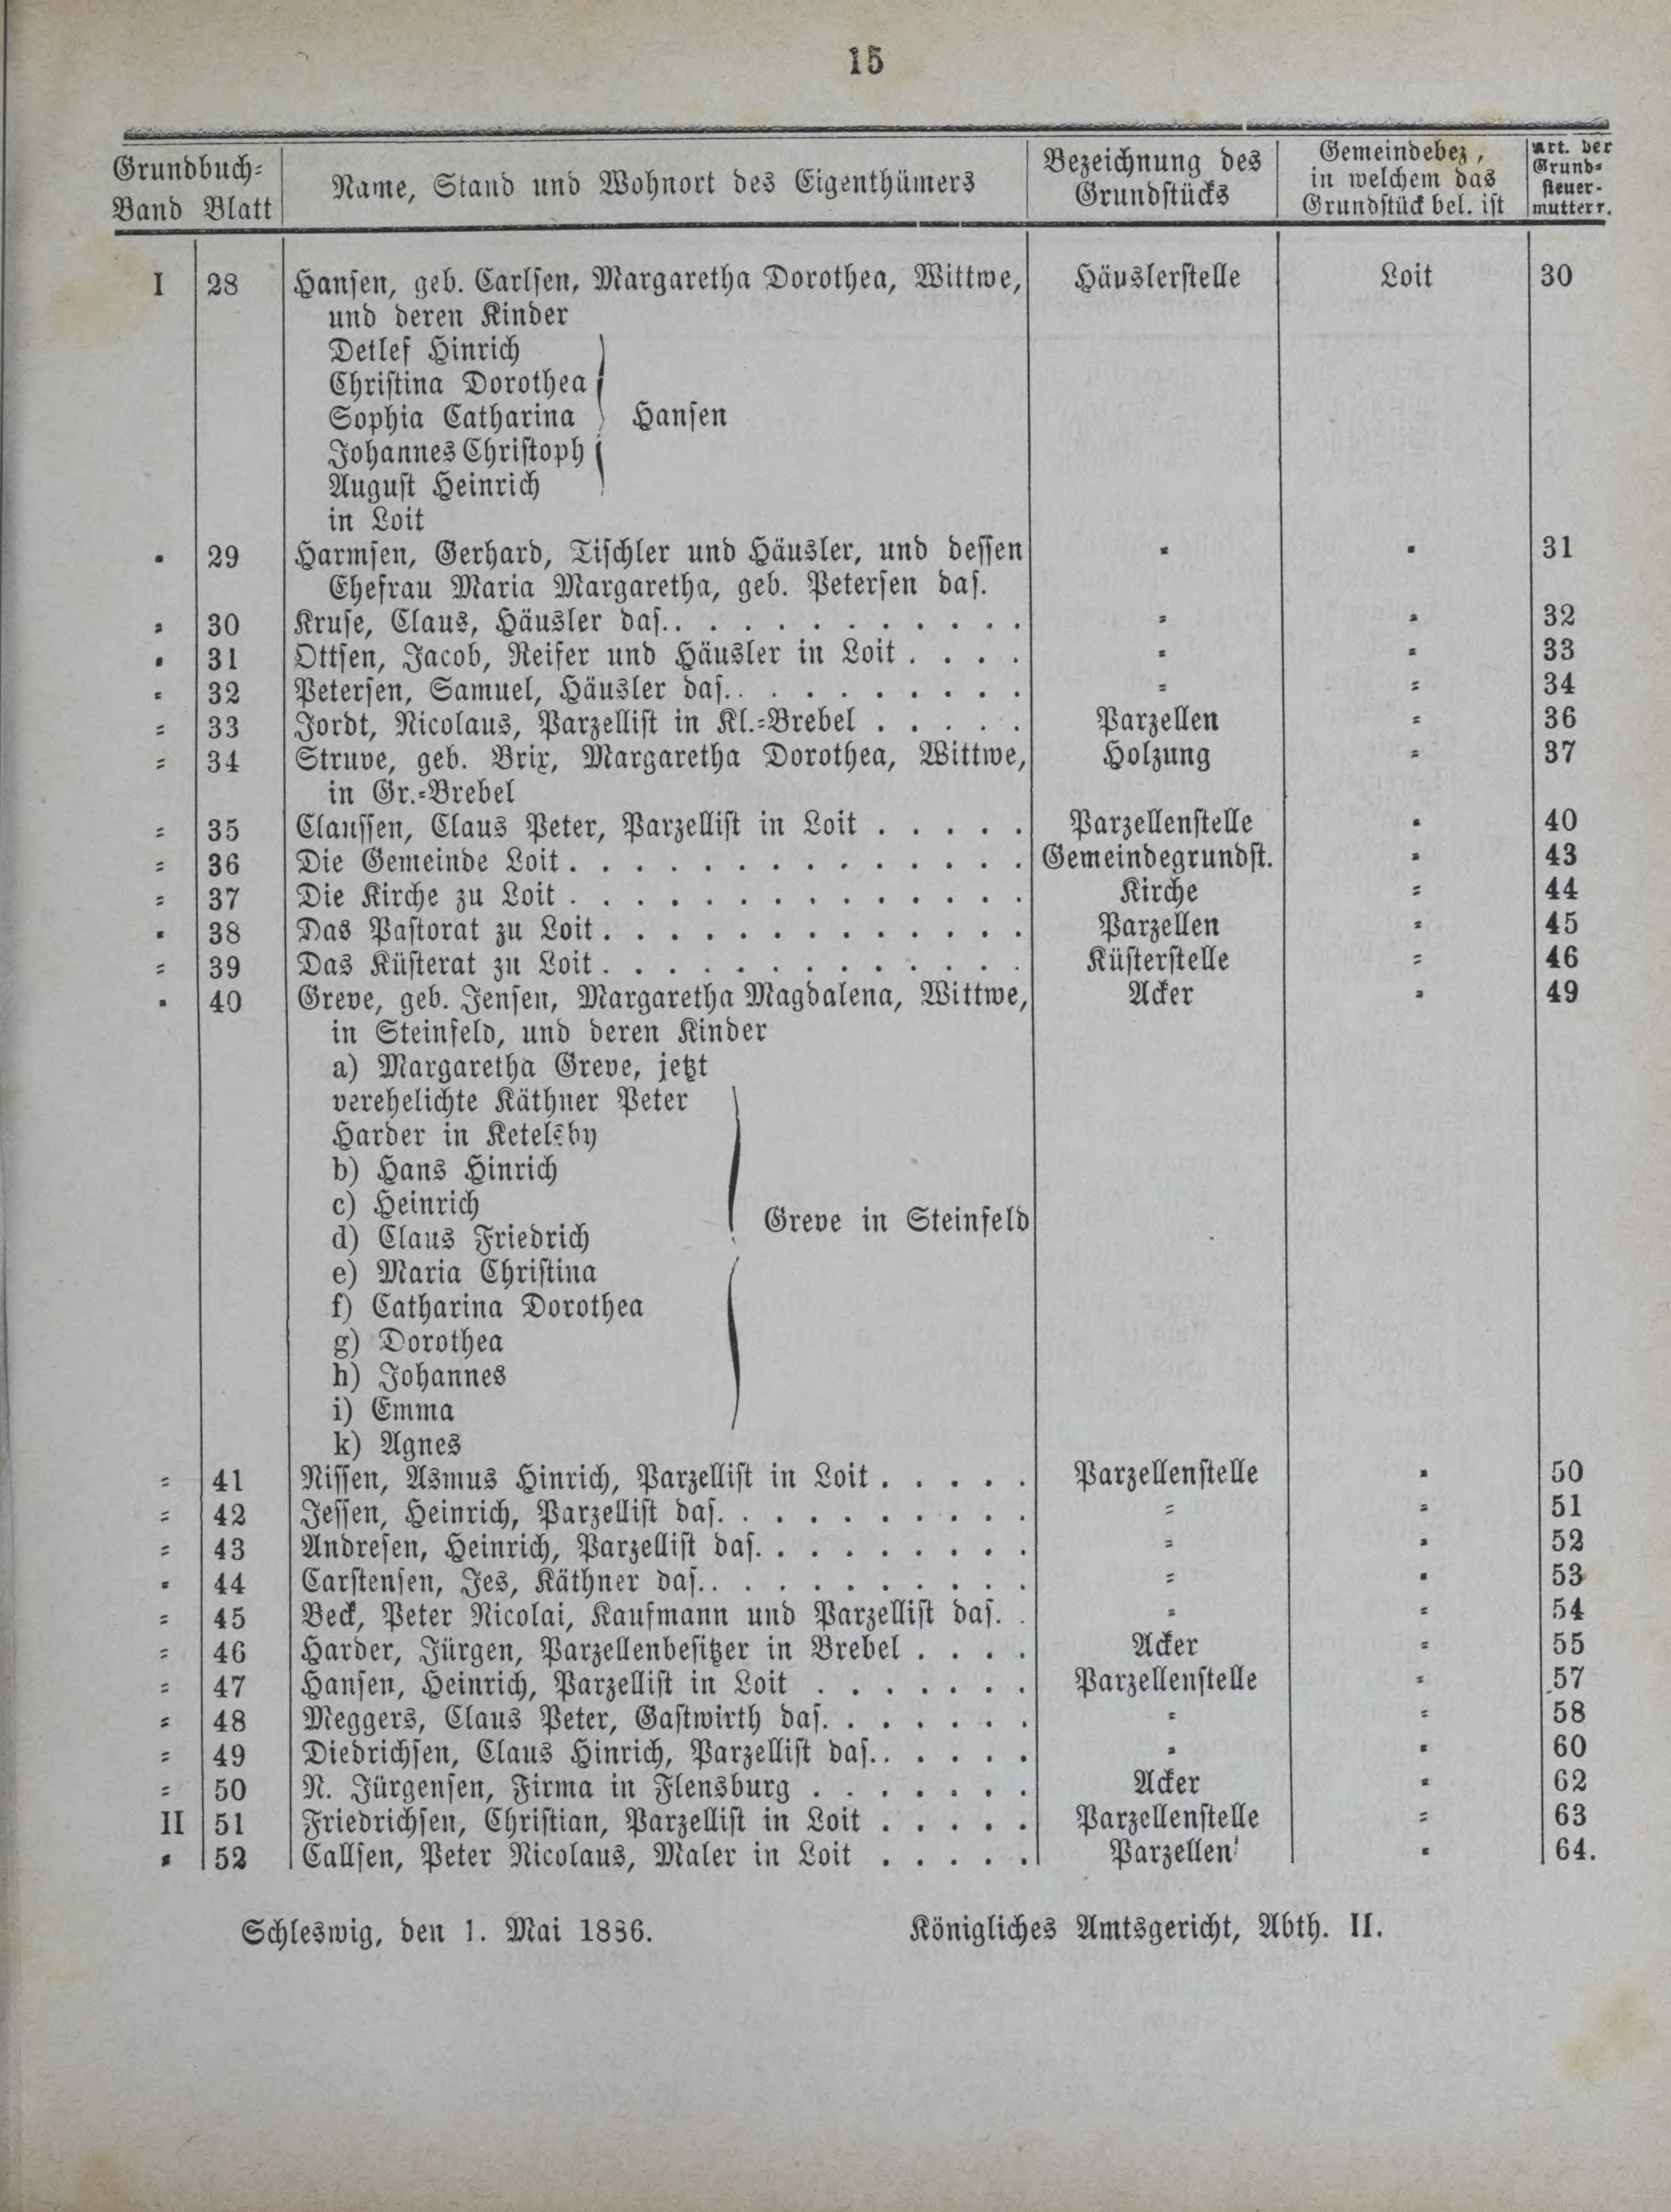 15
Grundbuch= Name, Stand und Wohnort des Eigenthümers Bezeichnung des Gemeindebez, Art. der
Band Blatt Grundstücks in welchem das Grund=
Grundstück bel. ist steuer-
mutterr.
I 28 Hansen, geb. Carlsen, Margaretha Dorothea, Wittwe, Häuslerstelle Loit 30
und deren Kinder
Detlef Hinrich
Christina Dorothea
Sophia Catharina } Hansen
Johannes Christoph
August Heinrich
in Loit
= 29 Harmsen, Gerhard, Tischler und Häusler, und dessen = = 31
Ehefrau Maria Margaretha, geb. Petersen das.
= 30 Kruse, Claus, Häusler das. . . . . . . . . . . . = = 32
= 31 Ottsen, Jacob, Reifer und Häusler in Loit . . . . = = 33
= 32 Petersen, Samuel, Häusler das. . . . . . . . . . = = 34
= 33 Jordt, Nicolaus, Parzellist in Kl.=Brebel . . . . . Parzellen = 36
= 34 Struve, geb. Brix, Margaretha Dorothea, Wittwe, Holzung = 37
in Gr.=Brebel
= 35 Claussen, Claus Peter, Parzellist in Loit . . . . . Parzellenstelle = 40
= 36 Die Gemeinde Loit . . . . . . . . . . . . . . Gemeindegrundst. = 43
= 37 Die Kirche zu Loit . . . . . . . . . . . . . . Kirche = 44
= 38 Das Pastorat zu Loit . . . . . . . . . . . . . Parzellen = 45
= 39 Das Küsterat zu Loit . . . . . . . . . . . . . Küsterstelle = 46
= 40 Greve, geb. Jensen, Margaretha Magdalena, Wittwe, Acker = 49
in Steinfeld, und deren Kinder
a) Margaretha Greve, jetzt
verehelichte Käthner Peter
Harder in Ketelsby
b) Hans Hinrich
c) Heinrich
} Greve in Steinfeld
d) Claus Friedrich
e) Maria Christina
f) Catharina Dorothea
g) Dorothea
h) Johannes
i) Emma
k) Agnes
= 41 Nissen, Asmus Hinrich, Parzellist in Loit . . . . . Parzellenstelle = 50
= 42 Jessen, Heinrich, Parzellist das. . . . . . . . . . = = 51
= 43 Andresen, Heinrich, Parzellist das. . . . . . . . . = = 52
= 44 Carstensen, Jes, Käthner das. . . . . . . . . . . = = 53
= 45 Beck, Peter Nicolai, Kaufmann und Parzellist das. . = = 54
= 46 Harder, Jürgen, Parzellenbesitzer in Brebel . . . . Acker = 55
= 47 Hansen, Heinrich, Parzellist in Loit . . . . . . . Parzellenstelle = 57
= 48 Meggers, Claus Peter, Gastwirth das. . . . . . . = = 58
= 49 Diedrichsen, Claus Hinrich, Parzellist das. . . . . . = = 60
= 50 N. Jürgensen, Firma in Flensburg . . . . . . . Acker = 62
II 51 Friedrichsen, Christian, Parzellist in Loit . . . . . Parzellenstelle = 63
= 52 Callsen, Peter Nicolaus, Maler in Loit . . . . . Parzellen = 64.
Schleswig, den 1. Mai 1886. Königliches Amtsgericht, Abth. II.